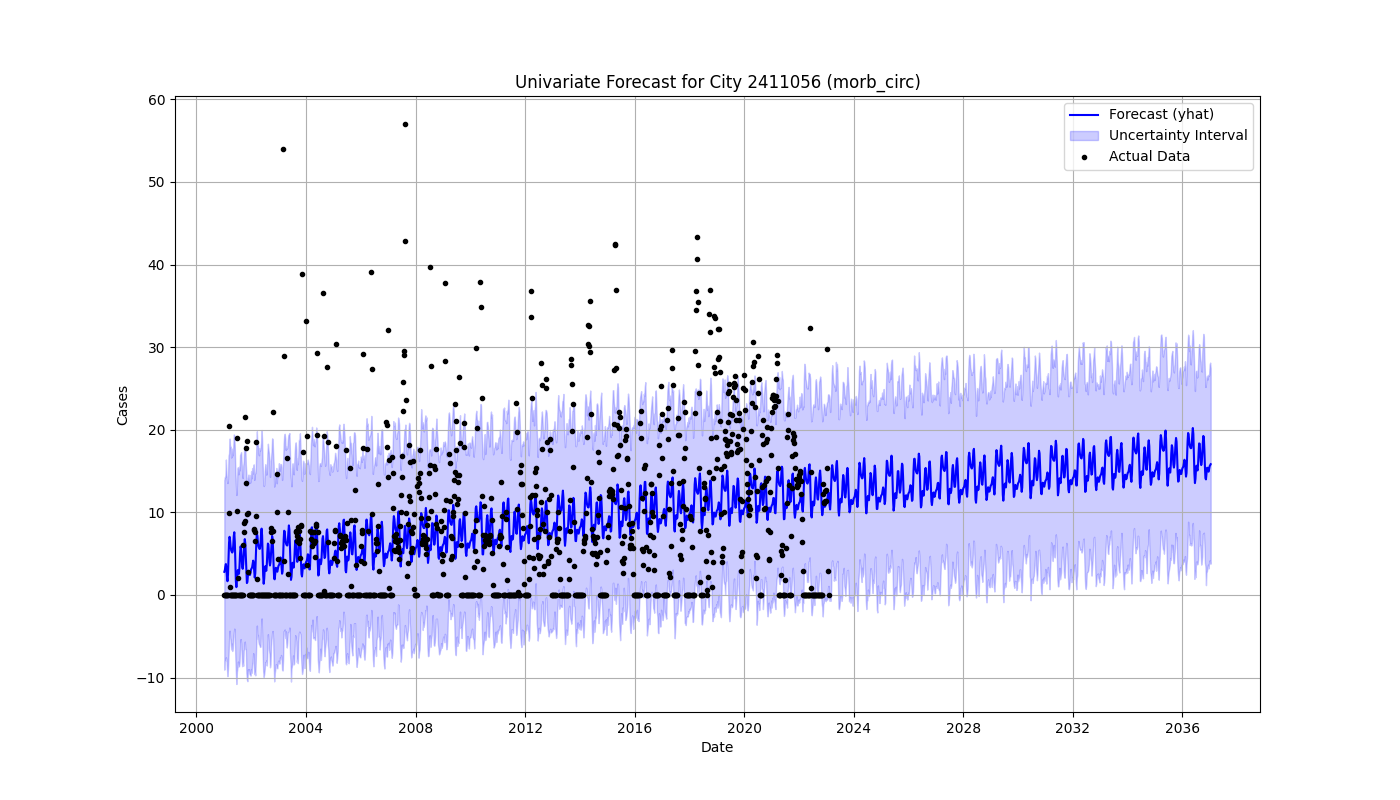 Univariate Forecast for City 2411056 (morb_circ)
Forecast (yhat)
Uncertainty Interval
Actual Data
Cases
60
50
40
30
20
10
0
−10
2000 2004 2008 2012 2016 2020 2024 2028 2032 2036
Date